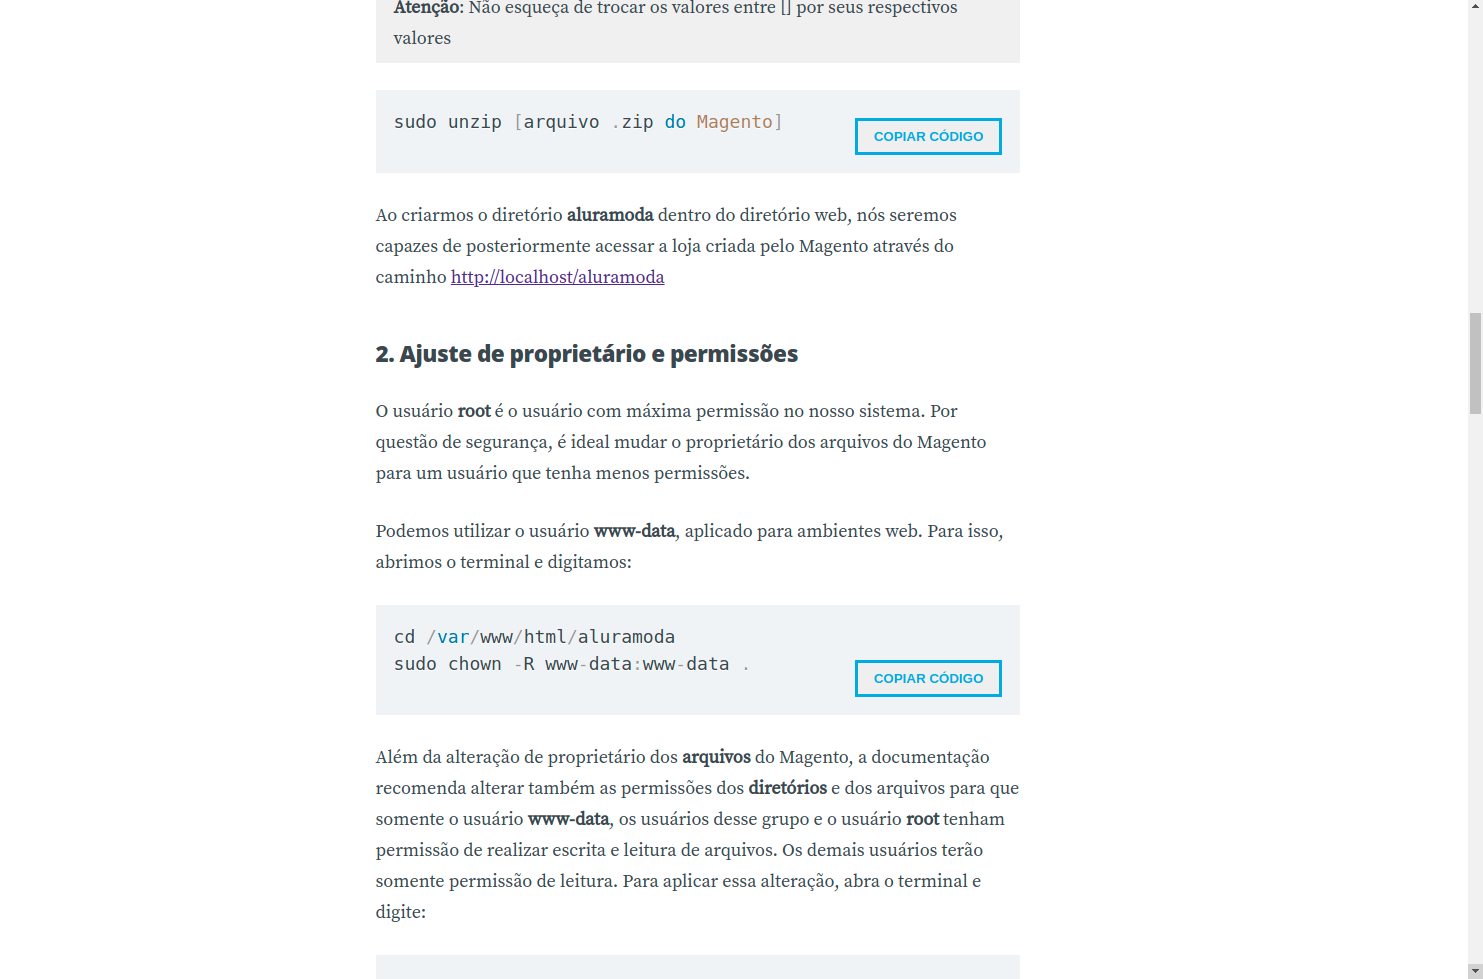 Atenção: Não esqueça de trocar os valores entre [] por seus respectivos
valores
sudo unzip [arquivo .zip do Magento]
COPIAR CÓDIGO
Ao criarmos o diretório aluramoda dentro do diretório web, nós seremos
capazes de posteriormente acessar a loja criada pelo Magento através do
caminho http://localhost/aluramoda
2. Ajuste de proprietário e permissões
O usuário root é o usuário com máxima permissão no nosso sistema. Por
questão de segurança, é ideal mudar o proprietário dos arquivos do Magento
para um usuário que tenha menos permissões.
Podemos utilizar o usuário www-data, aplicado para ambientes web. Para isso,
abrimos o terminal e digitamos:
cd /var/www/html/aluramoda
sudo chown -R www-data:www-data .
COPIAR CÓDIGO
Além da alteração de proprietário dos arquivos do Magento, a documentação
recomenda alterar também as permissões dos diretórios e dos arquivos para que
somente o usuário www-data, os usuários desse grupo e o usuário root tenham
permissão de realizar escrita e leitura de arquivos. Os demais usuários terão
somente permissão de leitura. Para aplicar essa alteração, abra o terminal e
digite: